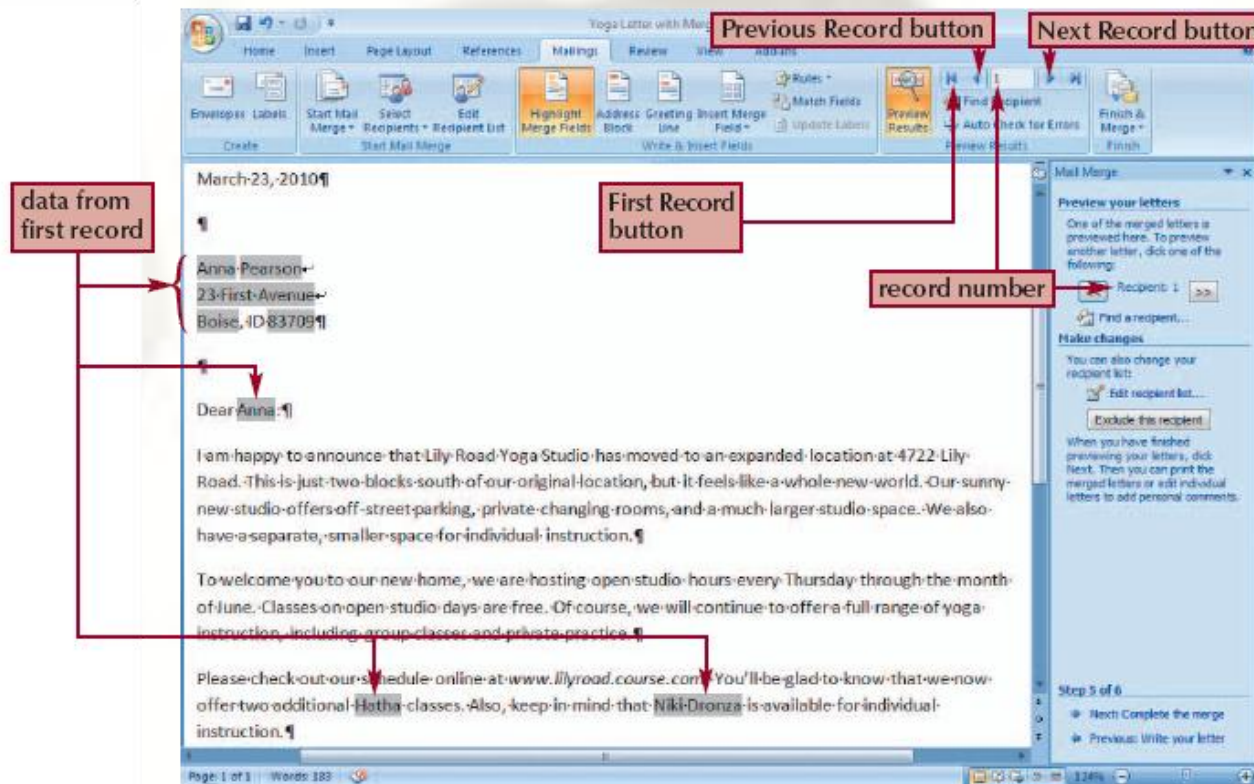 Yoga Letter with Merg
Previous Record button
Next Record button
Home Insert Page Layout References Mailings Review View Add-Ins
Envelopes Labels
Create
Start Mail Merge
Select Recipients
Edit Recipient List
Start Mail Merge
Highlight Merge Fields
Address Block
Greeting Line
Insert Merge Field
Rules
Match Fields
Update Labels
Write & Insert Fields
Preview Results
1
Find Recipient
Auto Check for Errors
Preview Results
Finish & Merge
Finish
data from
first record
First Record
button
record number
March 23, 2010¶
¶
Anna Pearson
23 First Avenue
Boise, ID 83709¶
¶
Dear Anna:¶
I am happy to announce that Lily Road Yoga Studio has moved to an expanded location at 4722 Lily
Road. This is just two blocks south of our original location, but it feels like a whole new world. Our sunny
new studio offers off-street parking, private changing rooms, and a much larger studio space. We also
have a separate, smaller space for individual instruction.¶
To welcome you to our new home, we are hosting open studio hours every Thursday through the month
of June. Classes on open studio days are free. Of course, we will continue to offer a full range of yoga
instruction, including group classes and private practice.¶
Please check out our schedule online at www.lilyroad.course.com. You'll be glad to know that we now
offer two additional Hatha classes. Also, keep in mind that Niki Dronza is available for individual
instruction.¶
Mail Merge
Preview your letters
One of the merged letters is
previewed here. To preview
another letter, click one of the
following:
Recipient: 1 >>
Find a recipient...
Make changes
You can also change your
recipient list:
Edit recipient list...
Exclude this recipient
When you have finished
previewing your letters, click
Next. Then you can print the
merged letters or edit individual
letters to add personal comments.
Step 5 of 6
Next: Complete the merge
Previous: Write your letter
Page: 1 of 1 Words: 183
124%